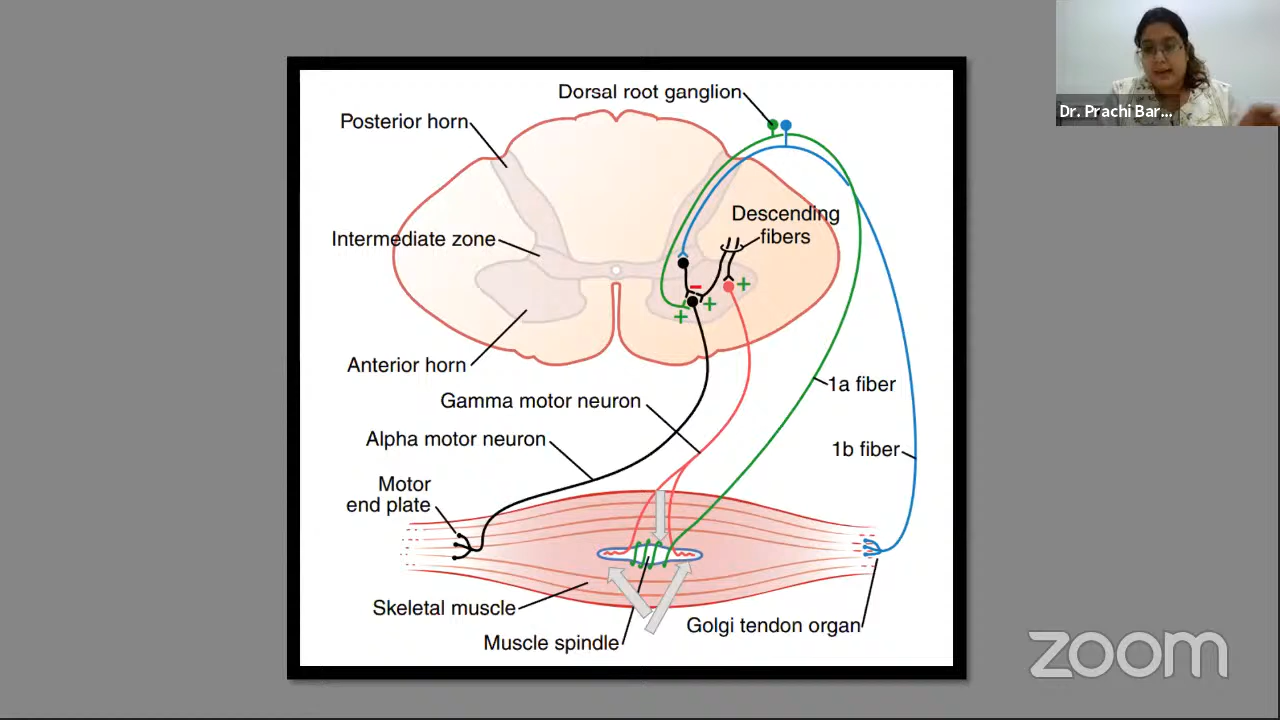 Dorsal root ganglion
Posterior horn
Dr. Prachi Bar...
Descending
fibers
Intermediate zone
Anterior horn
1a fiber
Gamma motor neuron
Alpha motor neuron
1b fiber
Motor
end plate
Skeletal muscle
Golgi tendon organ
Muscle spindle
zoom
− + + +